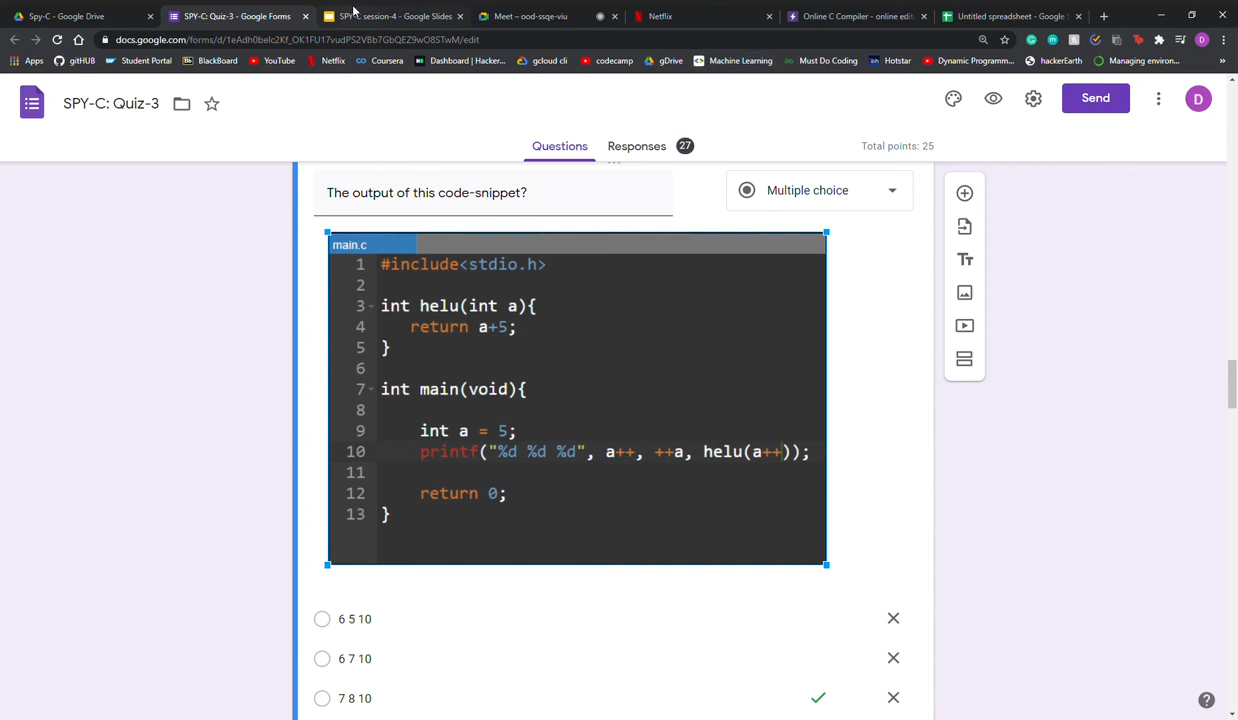 Spy-C - Google Drive
SPY-C: Quiz-3 - Google Forms
SPY-C session-4 - Google Slides
Meet – ood-ssqe-viu
Netflix
Online C Compiler - online edit
Untitled spreadsheet - Google S
docs.google.com/forms/d/1eAdh0belc2Kf_OK1FU17vudPS2VBb7GbQEZ9wO85TwM/edit
Apps
gitHUB
Student Portal
BlackBoard
YouTube
Netflix
Coursera
Dashboard | Hacker...
gcloud cli
codecamp
gDrive
Machine Learning
Must Do Coding
Hotstar
Dynamic Programm...
hackerEarth
Managing environ...
»
SPY-C: Quiz-3
Send
D
Questions
Responses 27
Total points: 25
The output of this code-snippet?
Multiple choice
main.c
1 #include<stdio.h>
2
3 int helu(int a){
4 return a+5;
5 }
6
7 int main(void){
8
9 int a = 5;
10 printf("%d %d %d", a++, ++a, helu(a++));
11
12 return 0;
13 }
6 5 10
6 7 10
7 8 10